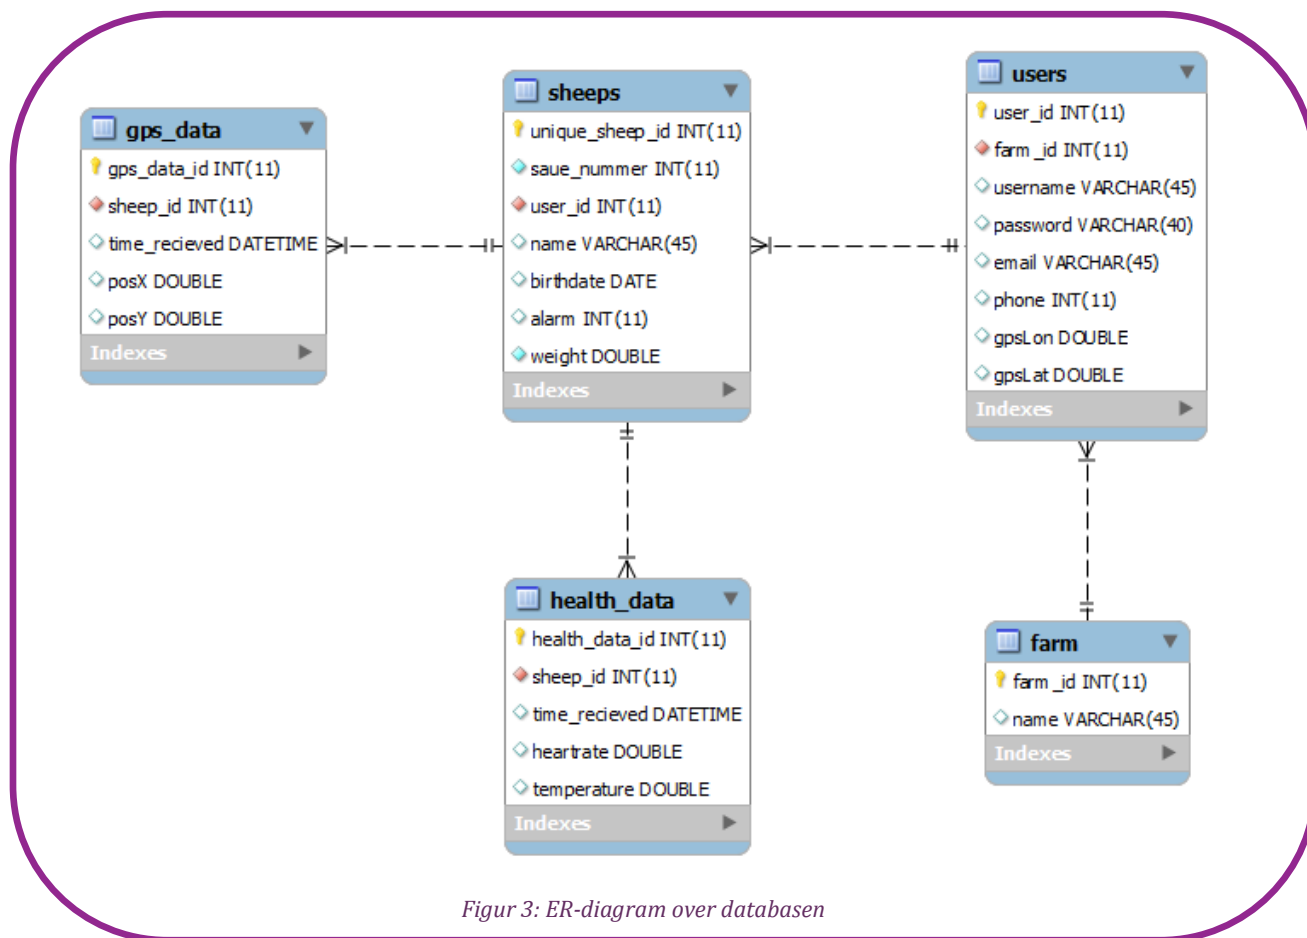 gps_data
gps_data_id INT(11)
sheep_id INT(11)
time_recieved DATETIME
posX DOUBLE
posY DOUBLE
Indexes
sheeps
unique_sheep_id INT(11)
saue_nummer INT(11)
user_id INT(11)
name VARCHAR(45)
birthdate DATE
alarm INT(11)
weight DOUBLE
Indexes
users
user_id INT(11)
farm_id INT(11)
username VARCHAR(45)
password VARCHAR(40)
email VARCHAR(45)
phone INT(11)
gpsLon DOUBLE
gpsLat DOUBLE
Indexes
health_data
health_data_id INT(11)
sheep_id INT(11)
time_recieved DATETIME
heartrate DOUBLE
temperature DOUBLE
Indexes
farm
farm_id INT(11)
name VARCHAR(45)
Indexes
Figur 3: ER-diagram over databasen